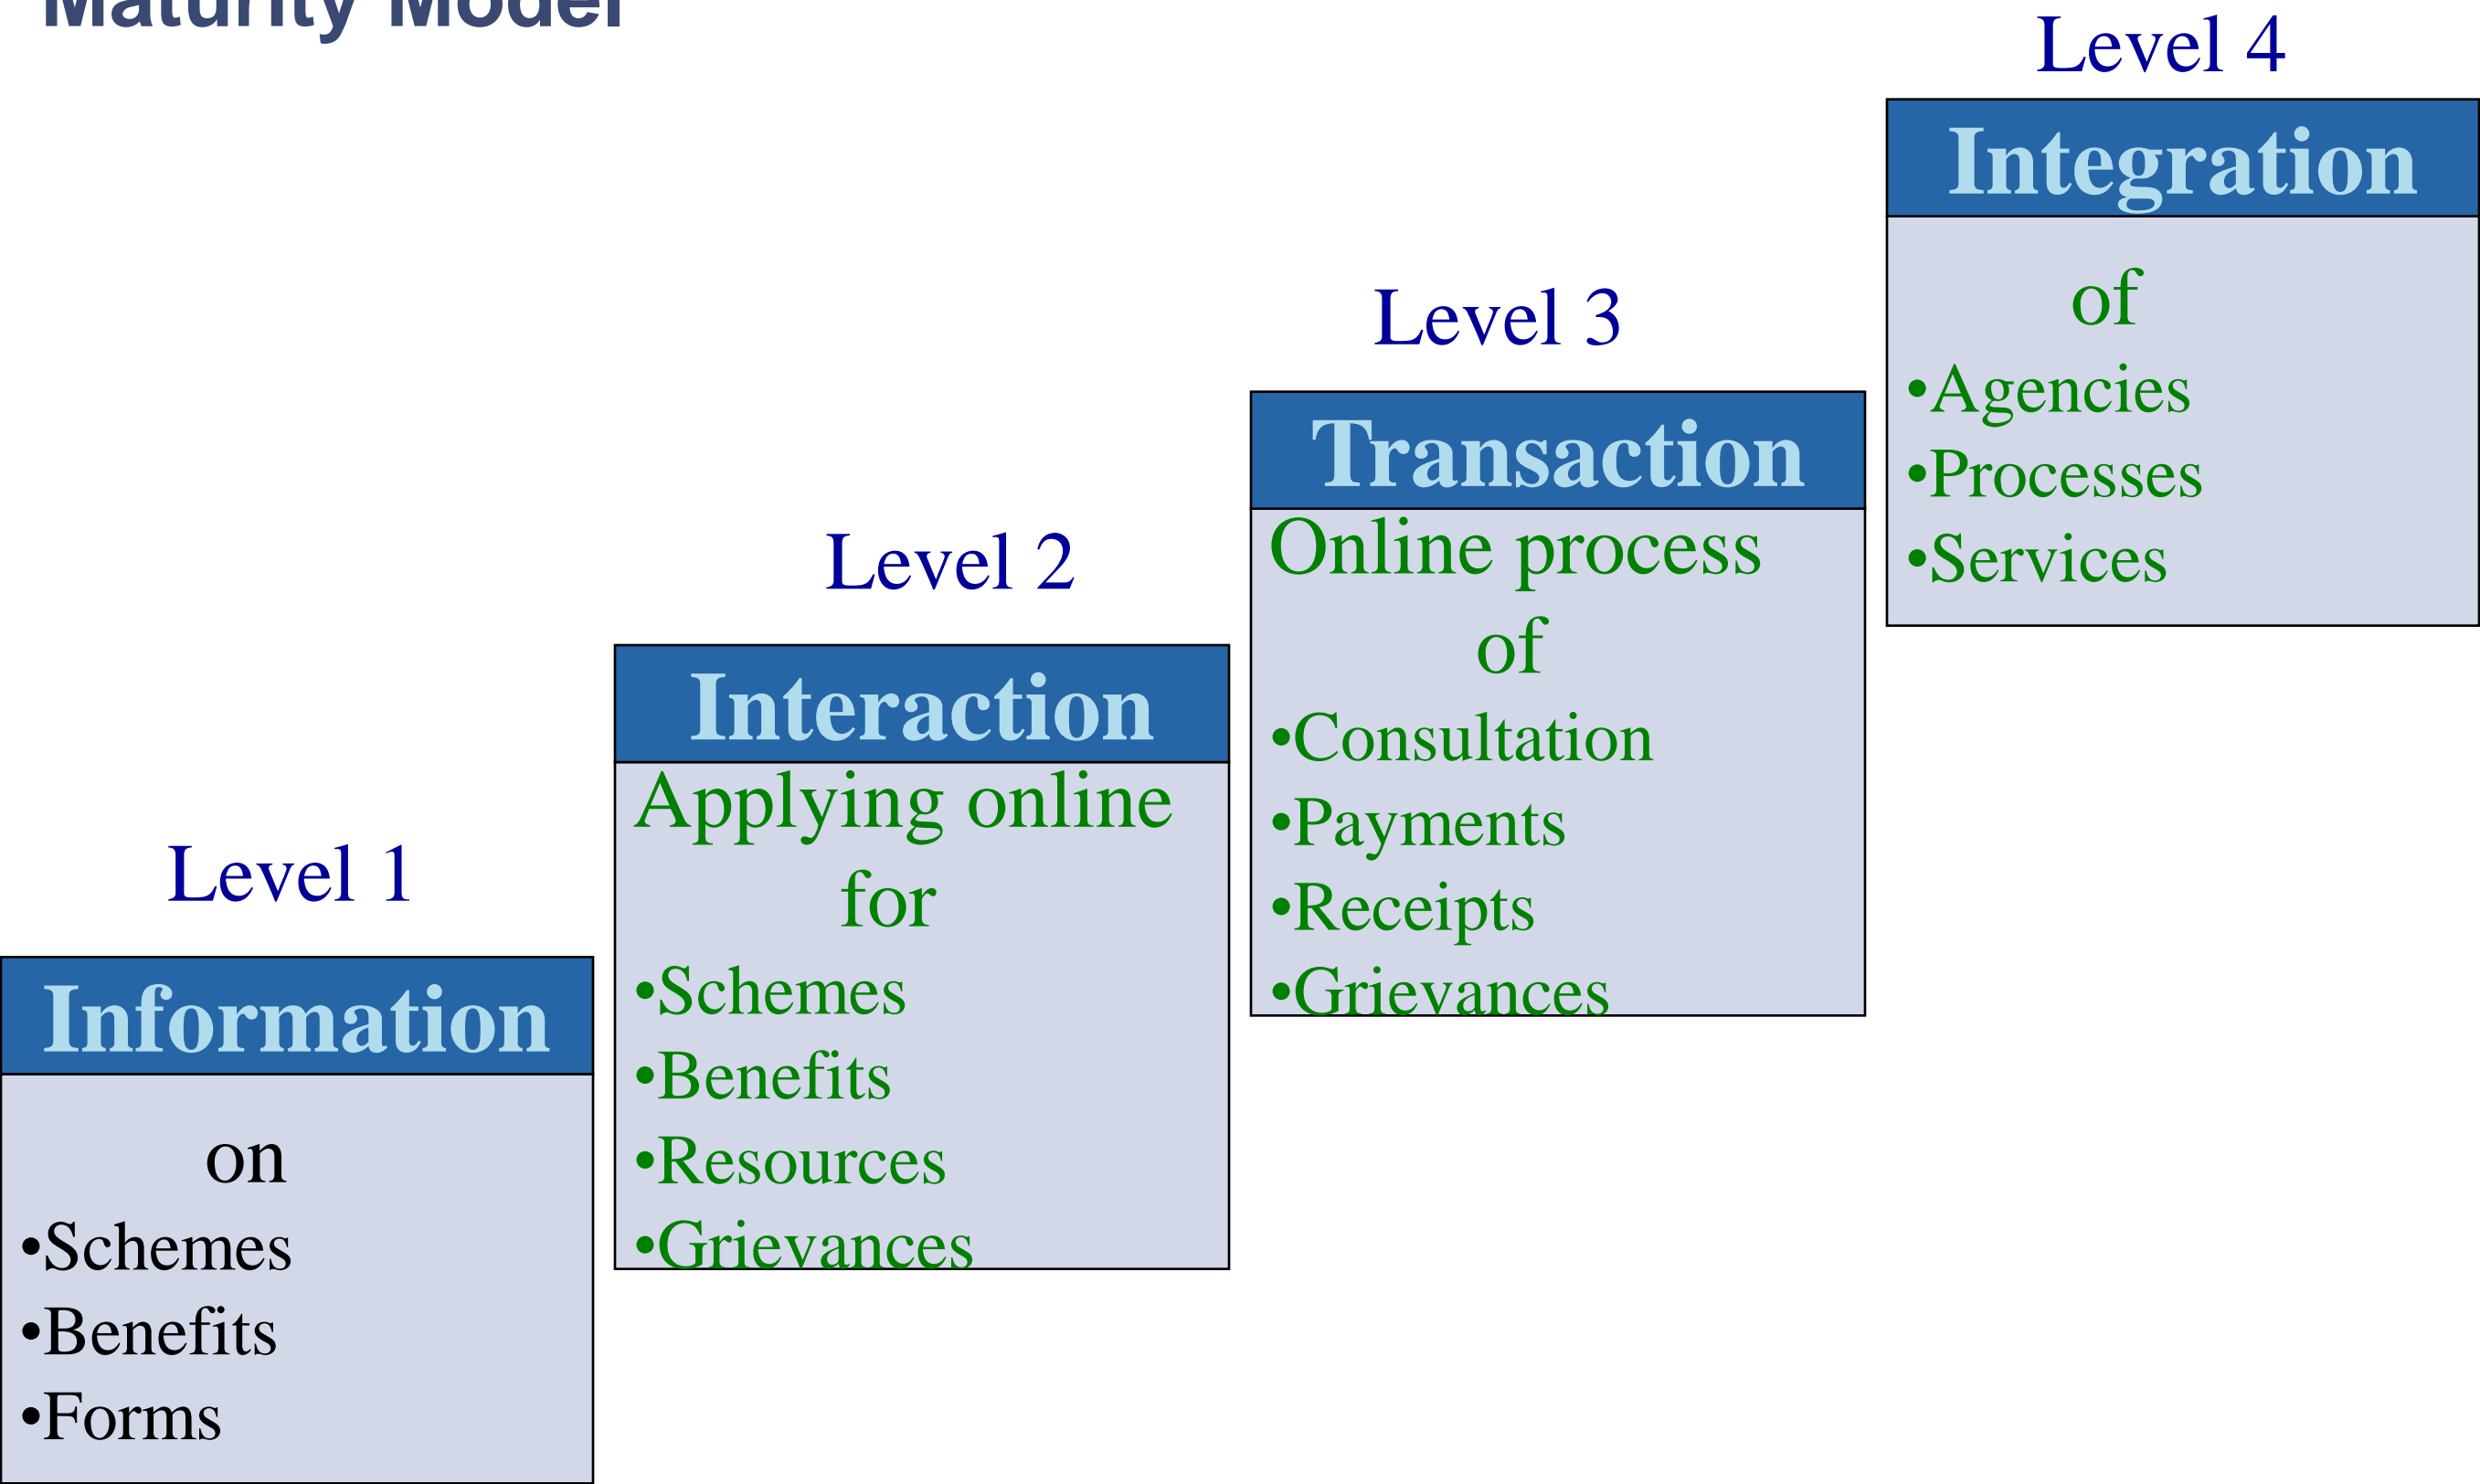 Maturity Model
Level 4
Integration
of
•Agencies
•Processes
•Services
Level 3
Transaction
Online process
of
•Consultation
•Payments
•Receipts
•Grievances
Level 2
Interaction
Applying online
for
•Schemes
•Benefits
•Resources
•Grievances
Level 1
Information
on
•Schemes
•Benefits
•Forms